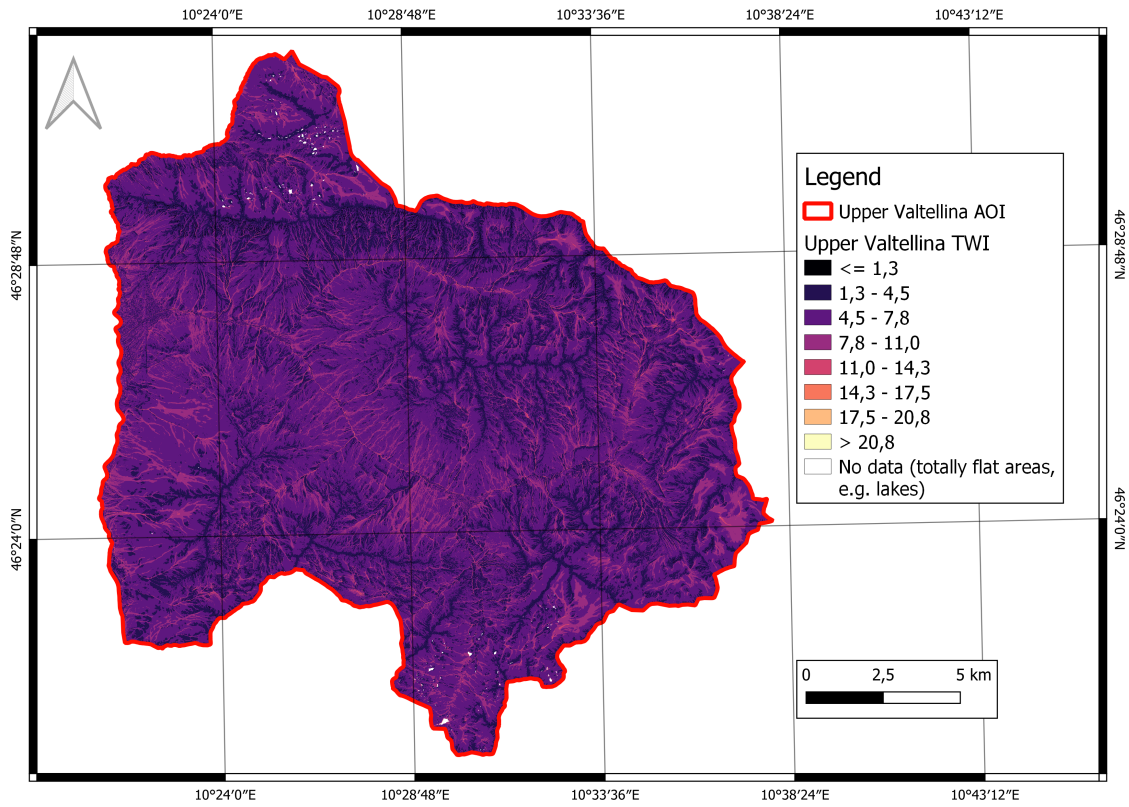 10°24′0″E 10°28′48″E 10°33′36″E 10°38′24″E 10°43′12″E
46°28′48″N
46°24′0″N
46°28′48″N
46°24′0″N
Legend
Upper Valtellina AOI
Upper Valtellina TWI
<= 1,3
1,3 - 4,5
4,5 - 7,8
7,8 - 11,0
11,0 - 14,3
14,3 - 17,5
17,5 - 20,8
> 20,8
No data (totally flat areas,
e.g. lakes)
0 2,5 5 km
10°24′0″E 10°28′48″E 10°33′36″E 10°38′24″E 10°43′12″E